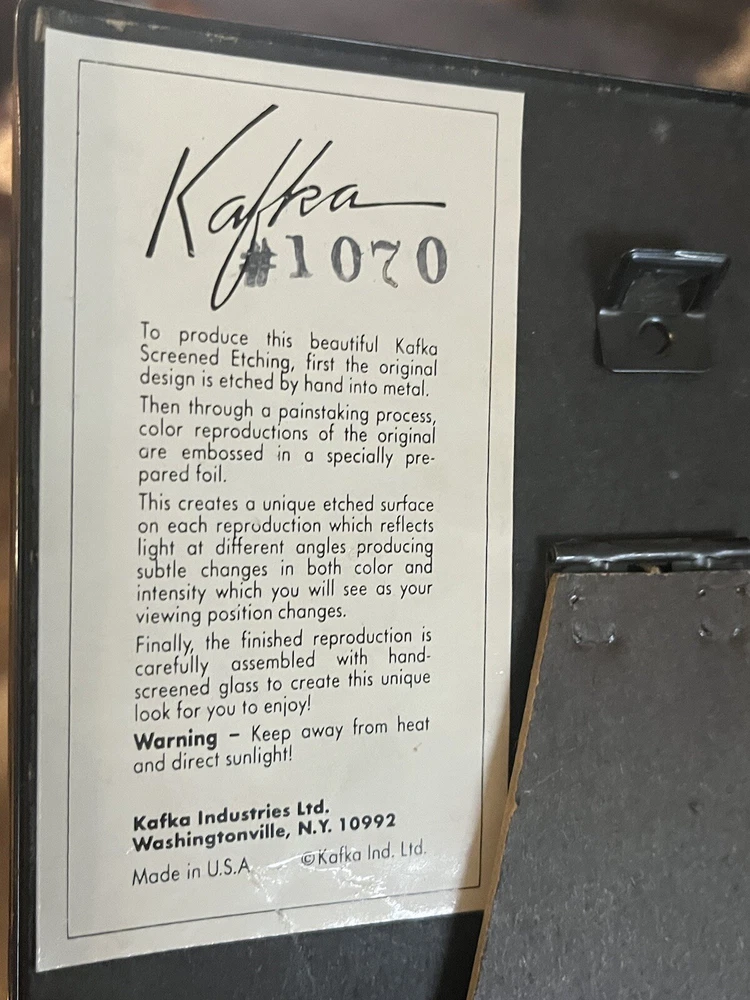 Kafka
#1070
To produce this beautiful Kafka
Screened Etching, first the original
design is etched by hand into metal.
Then through a painstaking process,
color reproductions of the original
are embossed in a specially pre-
pared foil.
This creates a unique etched surface
on each reproduction which reflects
light at different angles producing
subtle changes in both color and
intensity which you will see as your
viewing position changes.
Finally, the finished reproduction is
carefully assembled with hand-
screened glass to create this unique
look for you to enjoy!
Warning – Keep away from heat
and direct sunlight!
Kafka Industries Ltd.
Washingtonville, N.Y. 10992
Made in U.S.A. ©Kafka Ind. Ltd.